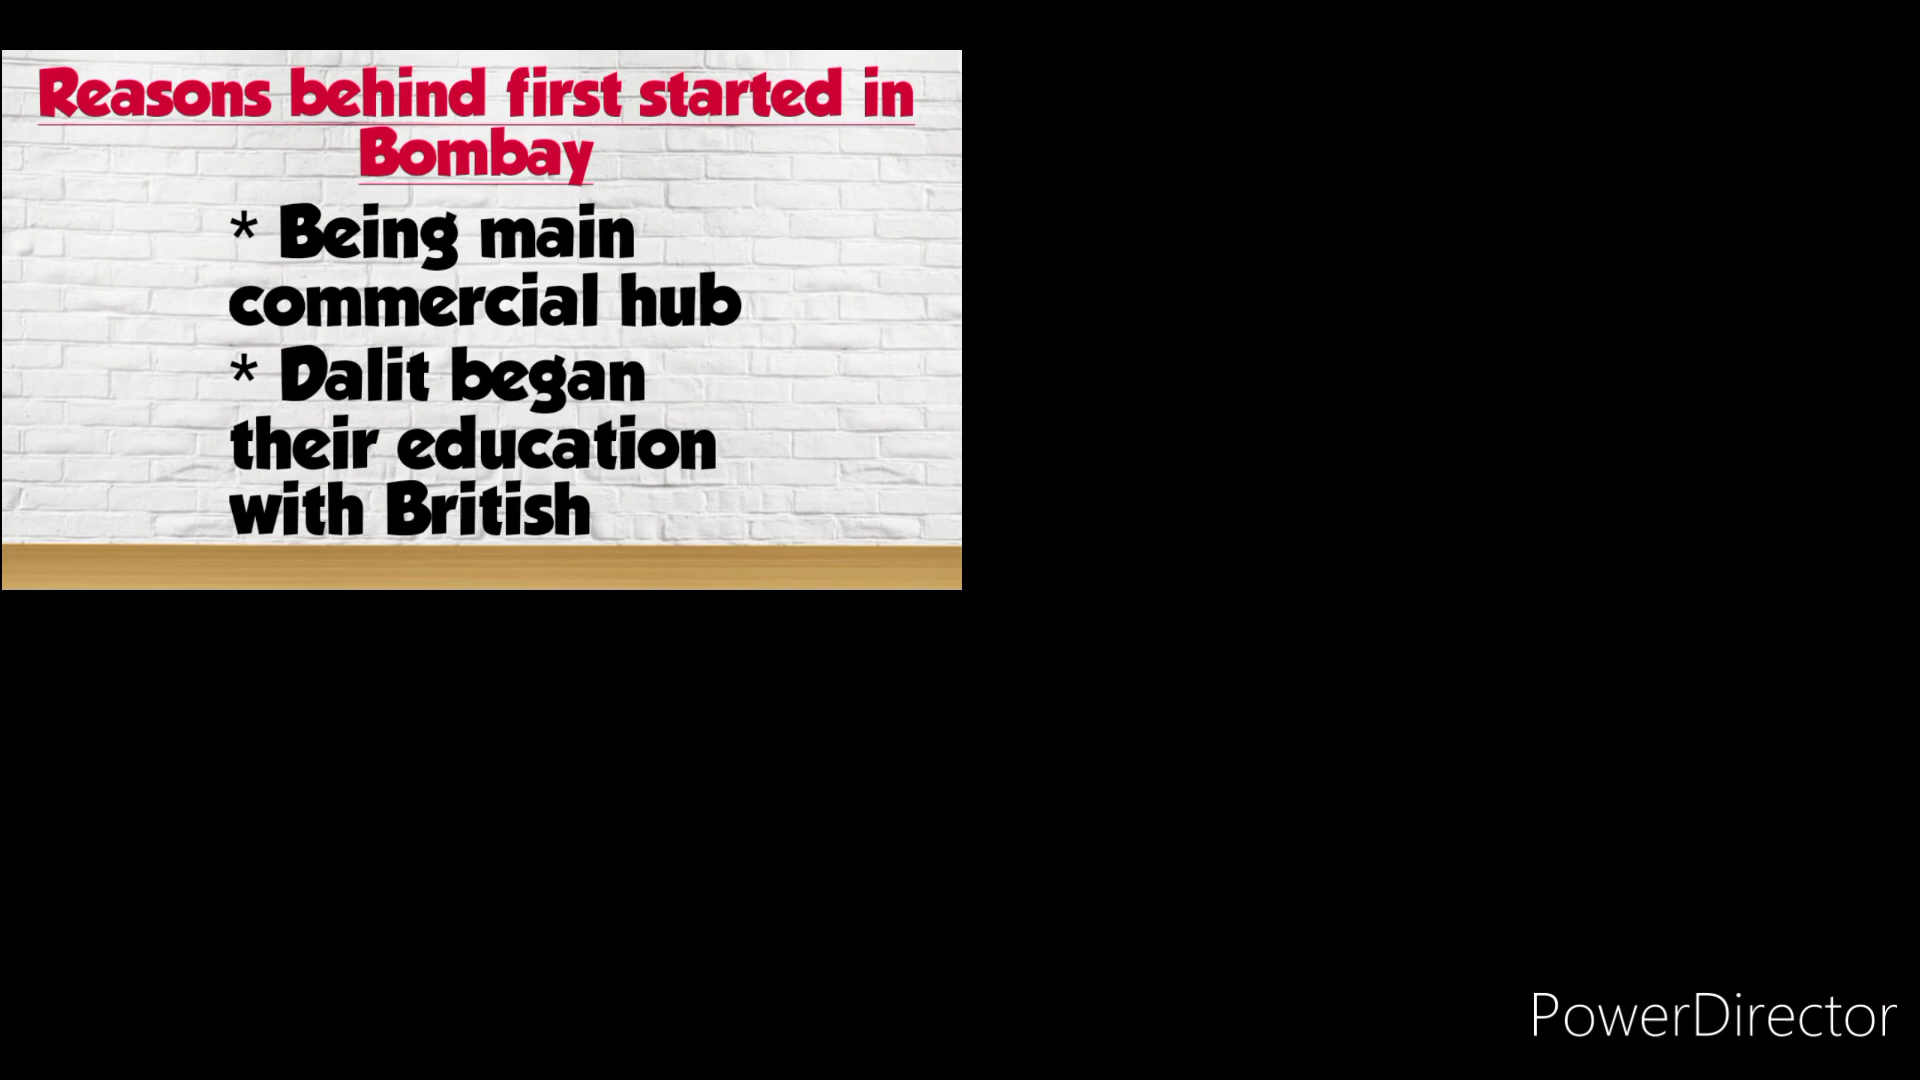 Reasons behind first started in
Bombay
* Being main
commercial hub
* Dalit began
their education
with British
PowerDirector